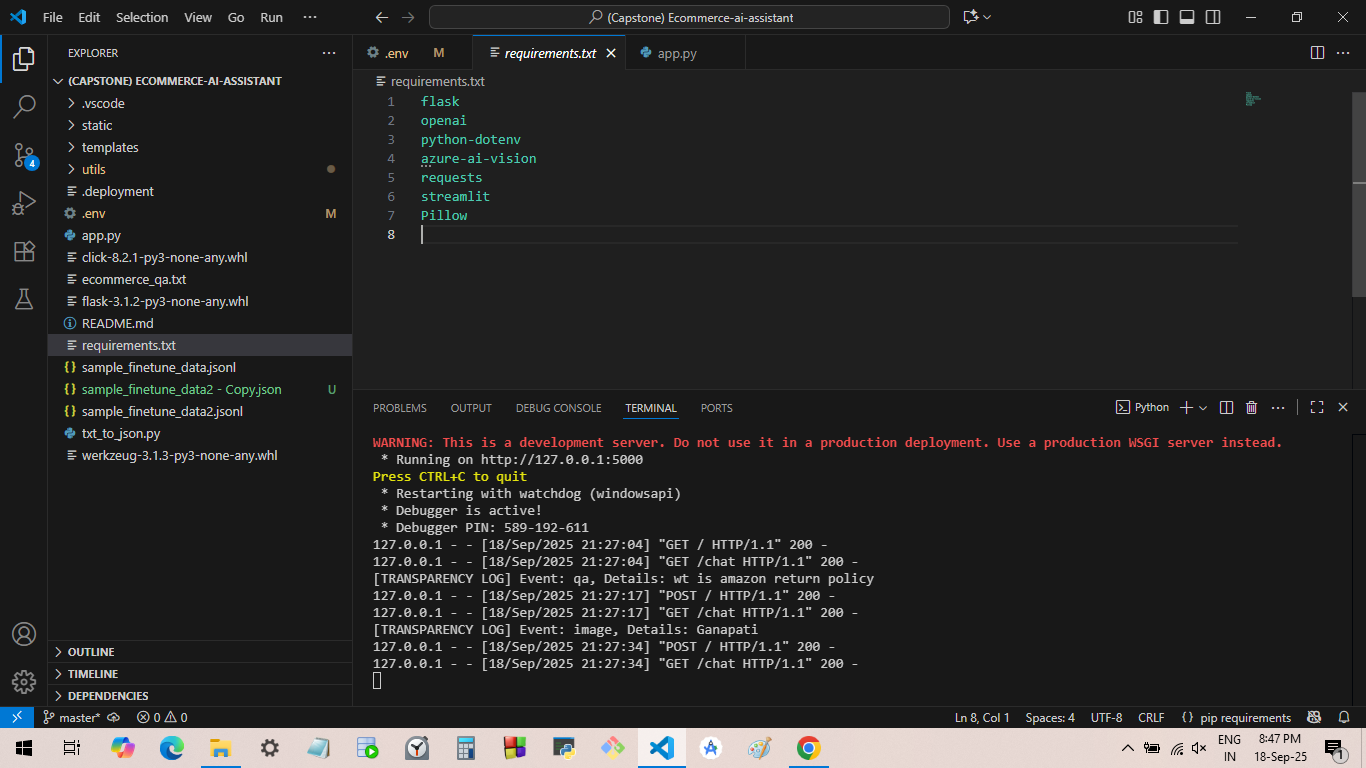 File Edit Selection View Go Run ···
(Capstone) Ecommerce-ai-assistant
EXPLORER
(CAPSTONE) ECOMMERCE-AI-ASSISTANT
.vscode
static
templates
utils
.deployment
.env M
app.py
click-8.2.1-py3-none-any.whl
ecommerce_qa.txt
flask-3.1.2-py3-none-any.whl
README.md
requirements.txt
sample_finetune_data.jsonl
sample_finetune_data2 - Copy.json U
sample_finetune_data2.jsonl
txt_to_json.py
werkzeug-3.1.3-py3-none-any.whl
OUTLINE
TIMELINE
DEPENDENCIES
4
.env M requirements.txt app.py
requirements.txt
1 flask
2 openai
3 python-dotenv
4 azure-ai-vision
5 requests
6 streamlit
7 Pillow
8
PROBLEMS OUTPUT DEBUG CONSOLE TERMINAL PORTS Python
WARNING: This is a development server. Do not use it in a production deployment. Use a production WSGI server instead.
* Running on http://127.0.0.1:5000
Press CTRL+C to quit
* Restarting with watchdog (windowsapi)
* Debugger is active!
* Debugger PIN: 589-192-611
127.0.0.1 - - [18/Sep/2025 21:27:04] "GET / HTTP/1.1" 200 -
127.0.0.1 - - [18/Sep/2025 21:27:04] "GET /chat HTTP/1.1" 200 -
[TRANSPARENCY LOG] Event: qa, Details: wt is amazon return policy
127.0.0.1 - - [18/Sep/2025 21:27:17] "POST / HTTP/1.1" 200 -
127.0.0.1 - - [18/Sep/2025 21:27:17] "GET /chat HTTP/1.1" 200 -
[TRANSPARENCY LOG] Event: image, Details: Ganapati
127.0.0.1 - - [18/Sep/2025 21:27:34] "POST / HTTP/1.1" 200 -
127.0.0.1 - - [18/Sep/2025 21:27:34] "GET /chat HTTP/1.1" 200 -
master* 0 0 Ln 8, Col 1 Spaces: 4 UTF-8 CRLF pip requirements
ENG
IN
8:47 PM
18-Sep-25
1